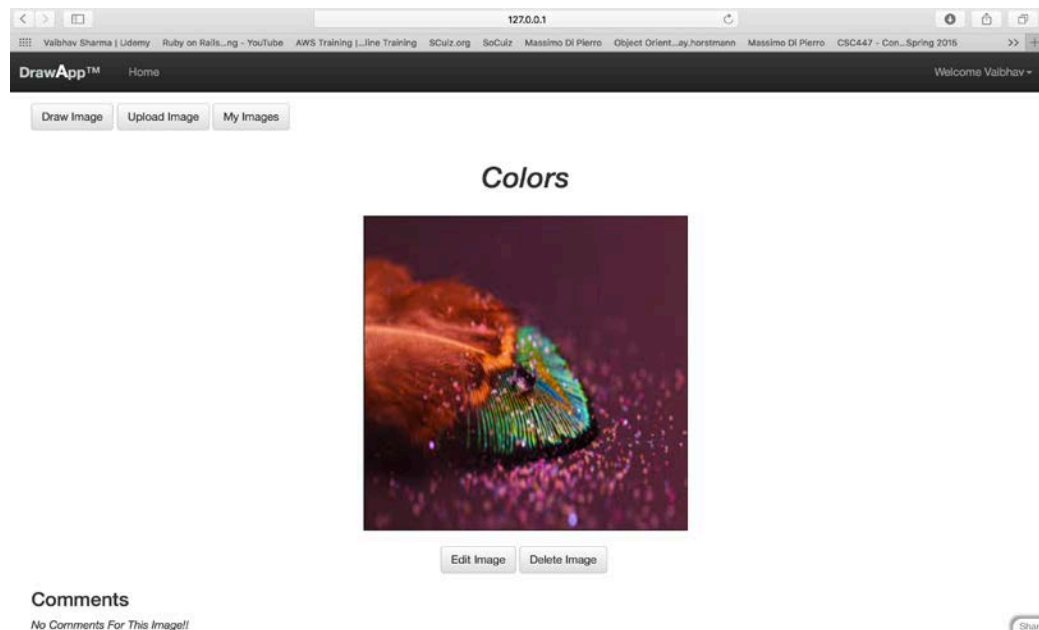 127.0.0.1
Vaibhav Sharma | Udemy Ruby on Rails...ng - YouTube AWS Training |...line Training SCuiz.org SoCuiz Massimo Di Pierro Object Orient...ay.horstmann Massimo Di Pierro CSC447 - Con...Spring 2015 >> +
DrawApp™ Home Welcome Vaibhav
Draw Image Upload Image My Images
Colors
Edit Image Delete Image
Comments
No Comments For This Image!!
Shar